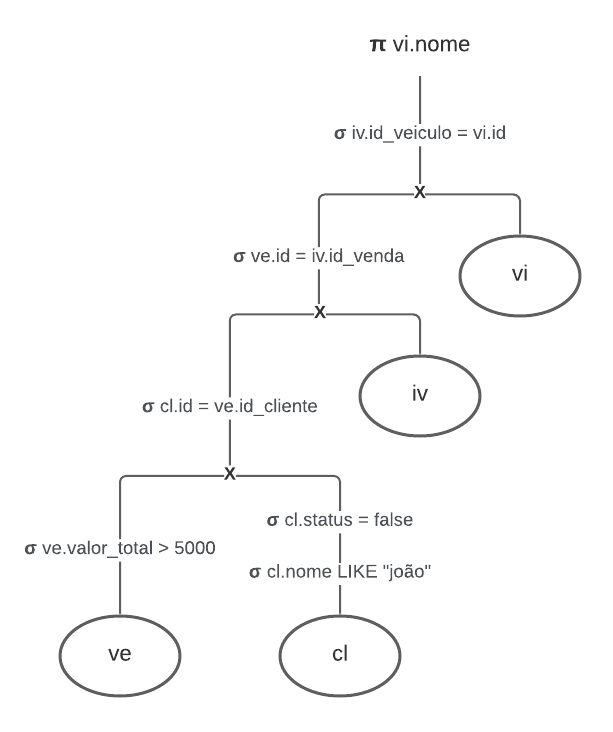 π vi.nome
σ iv.id_veiculo = vi.id
X
σ ve.id = iv.id_venda
vi
X
σ cl.id = ve.id_cliente
iv
X
σ cl.status = false
σ ve.valor_total > 5000
σ cl.nome LIKE "joão"
ve
cl